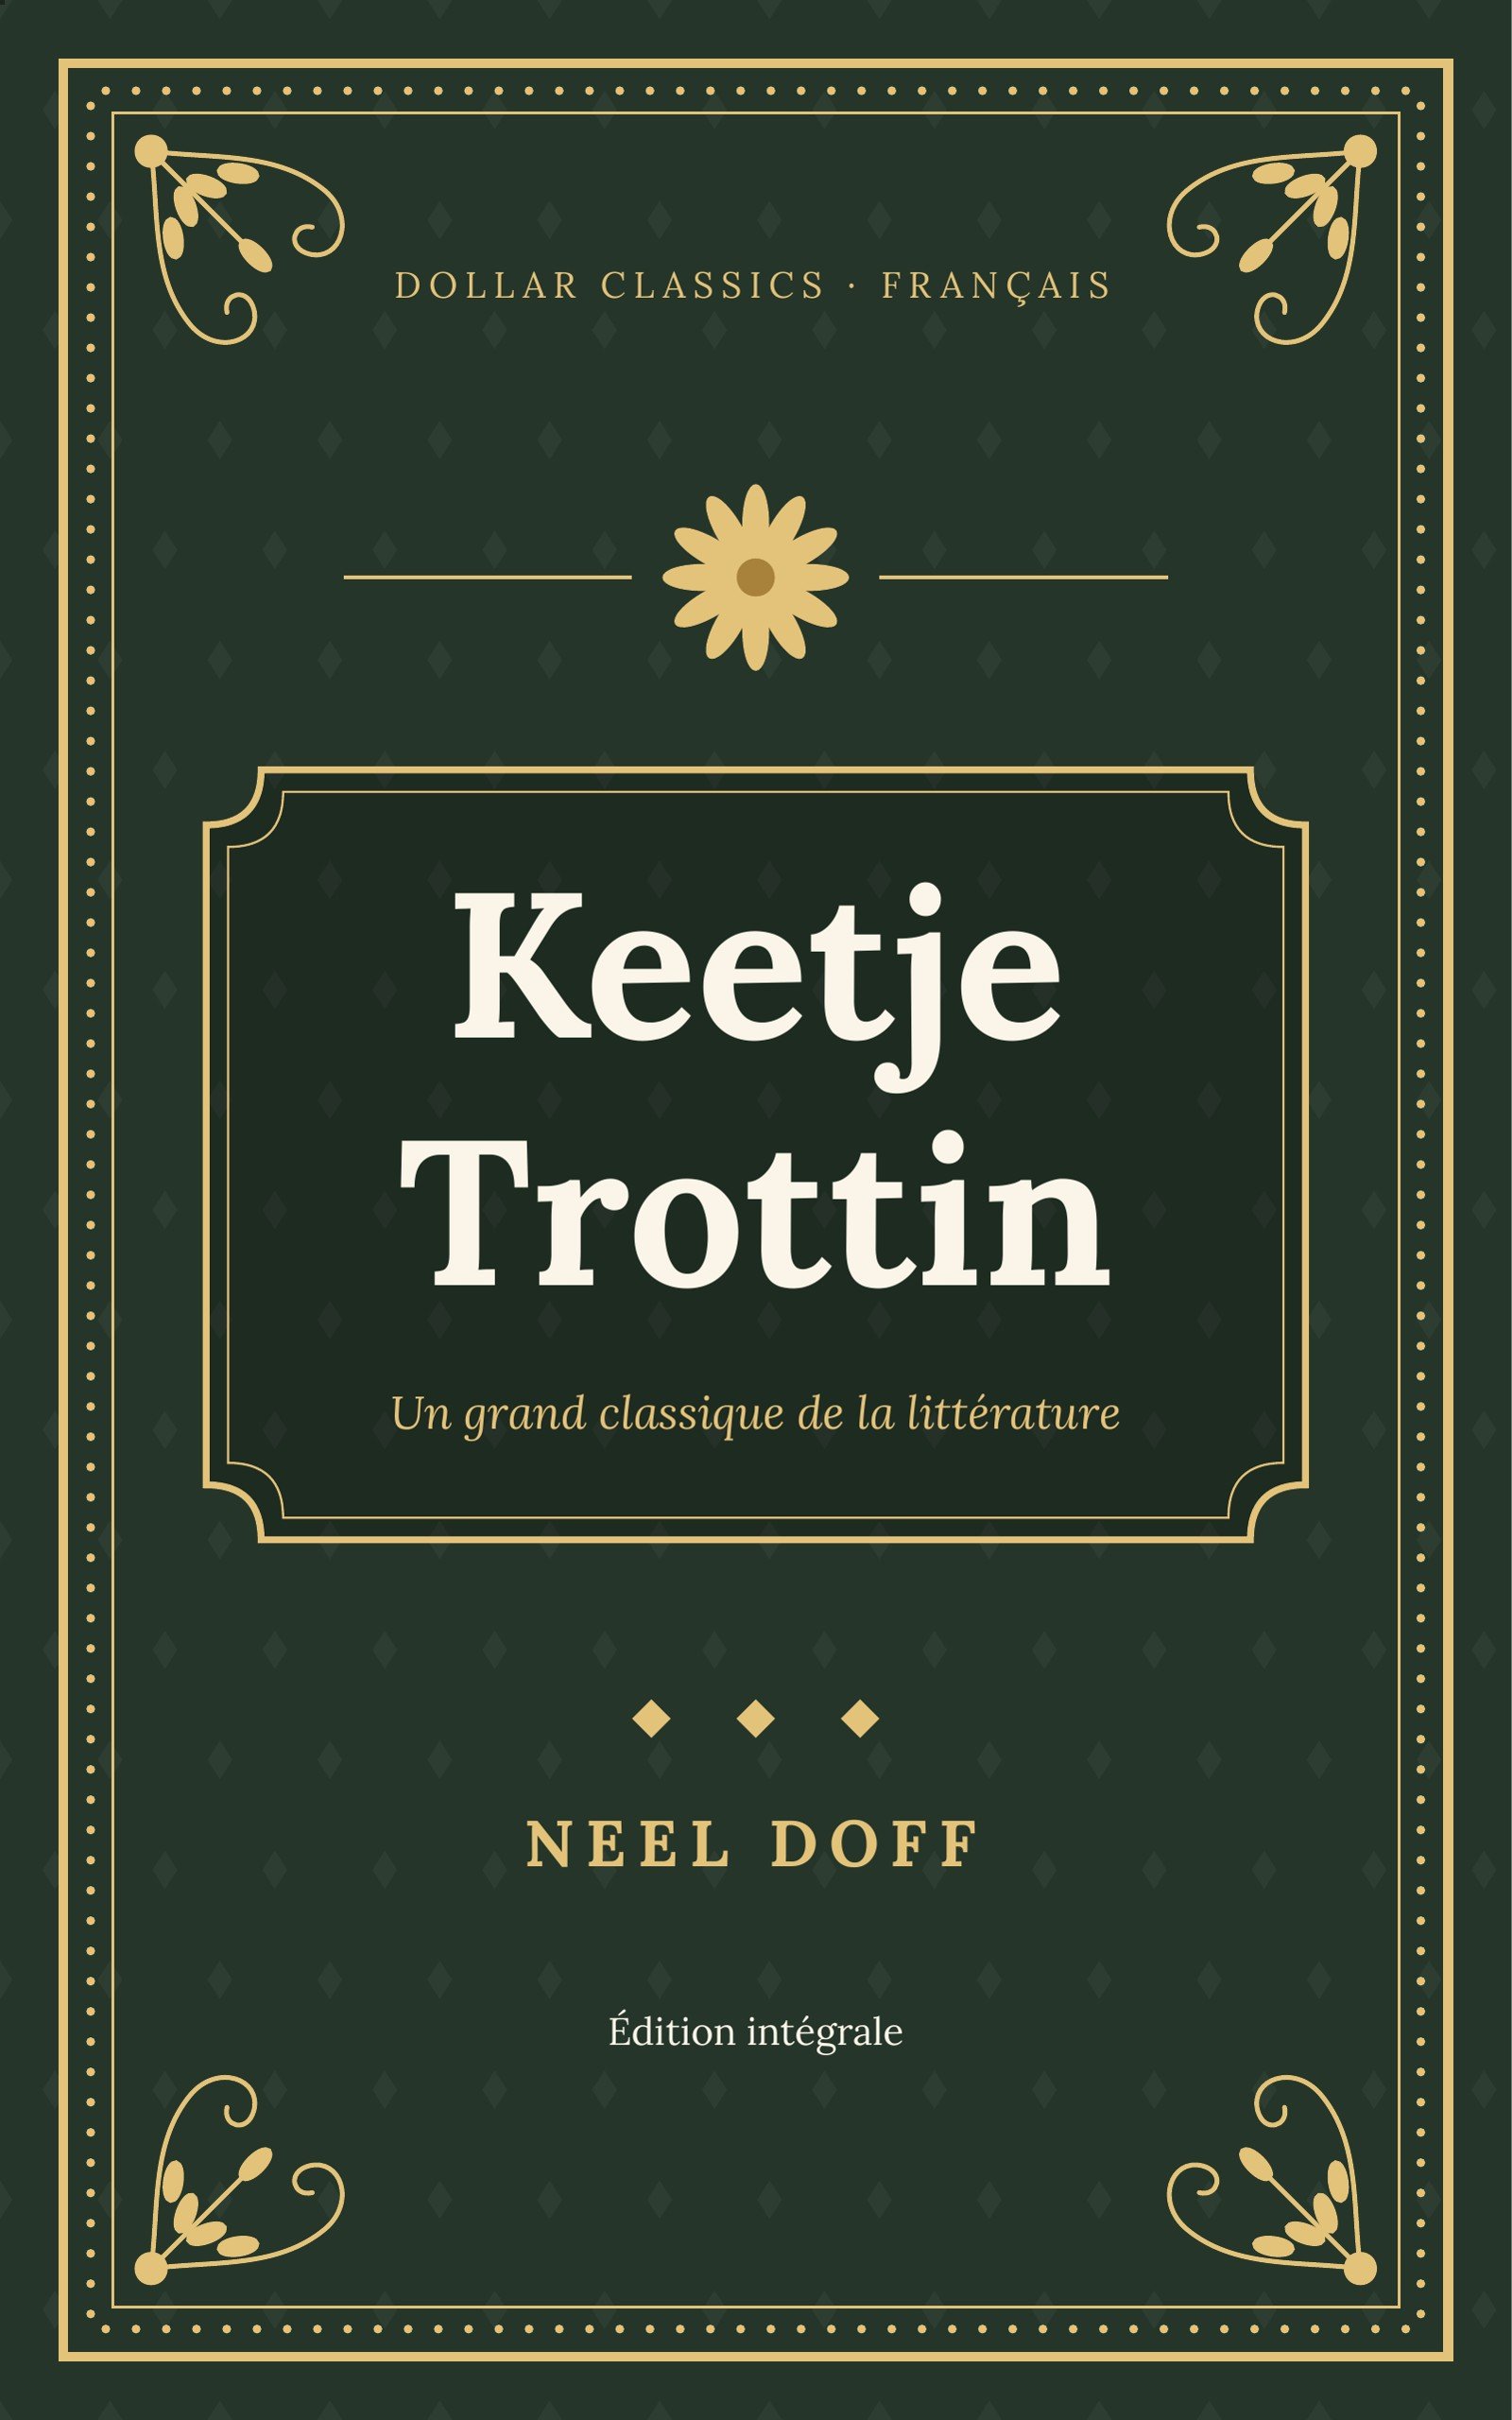 DOLLAR CLASSICS · FRANÇAIS
Keetje
Trottin
Un grand classique de la littérature
NEEL DOFF
Édition intégrale